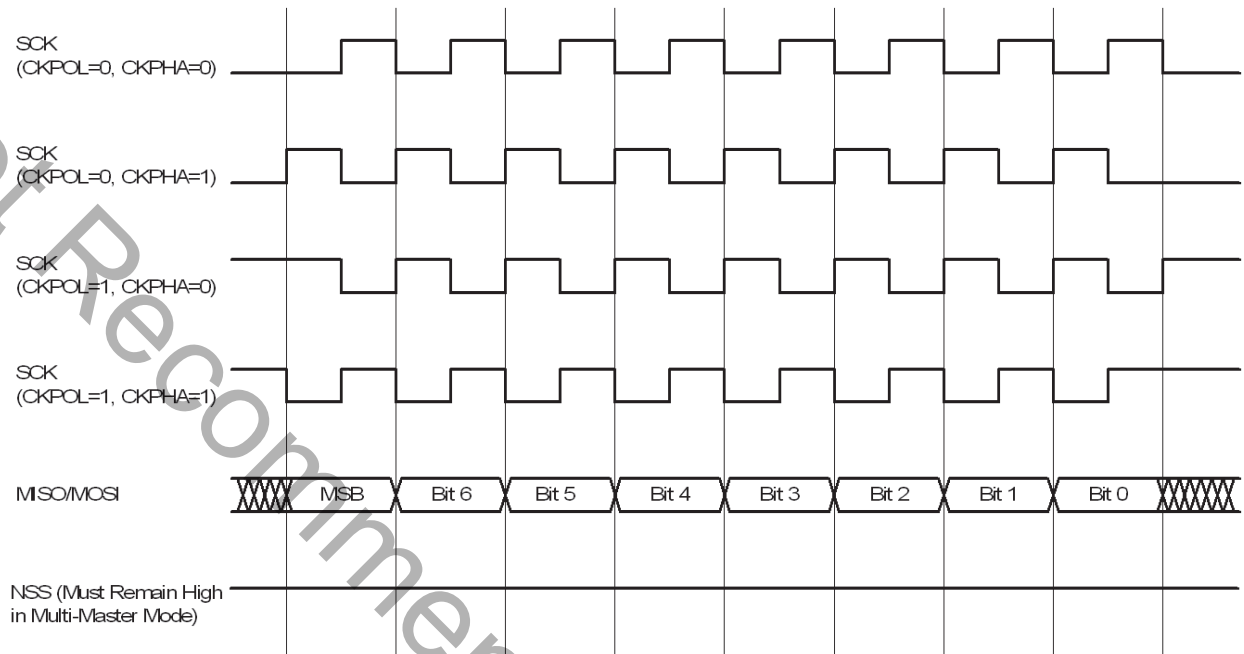 SCK
(CKPOL=0, CKPHA=0)
SCK
(CKPOL=0, CKPHA=1)
SCK
(CKPOL=1, CKPHA=0)
SCK
(CKPOL=1, CKPHA=1)
MISO/MOSI
MSB
Bit 6
Bit 5
Bit 4
Bit 3
Bit 2
Bit 1
Bit 0
NSS (Must Remain High
in Multi-Master Mode)